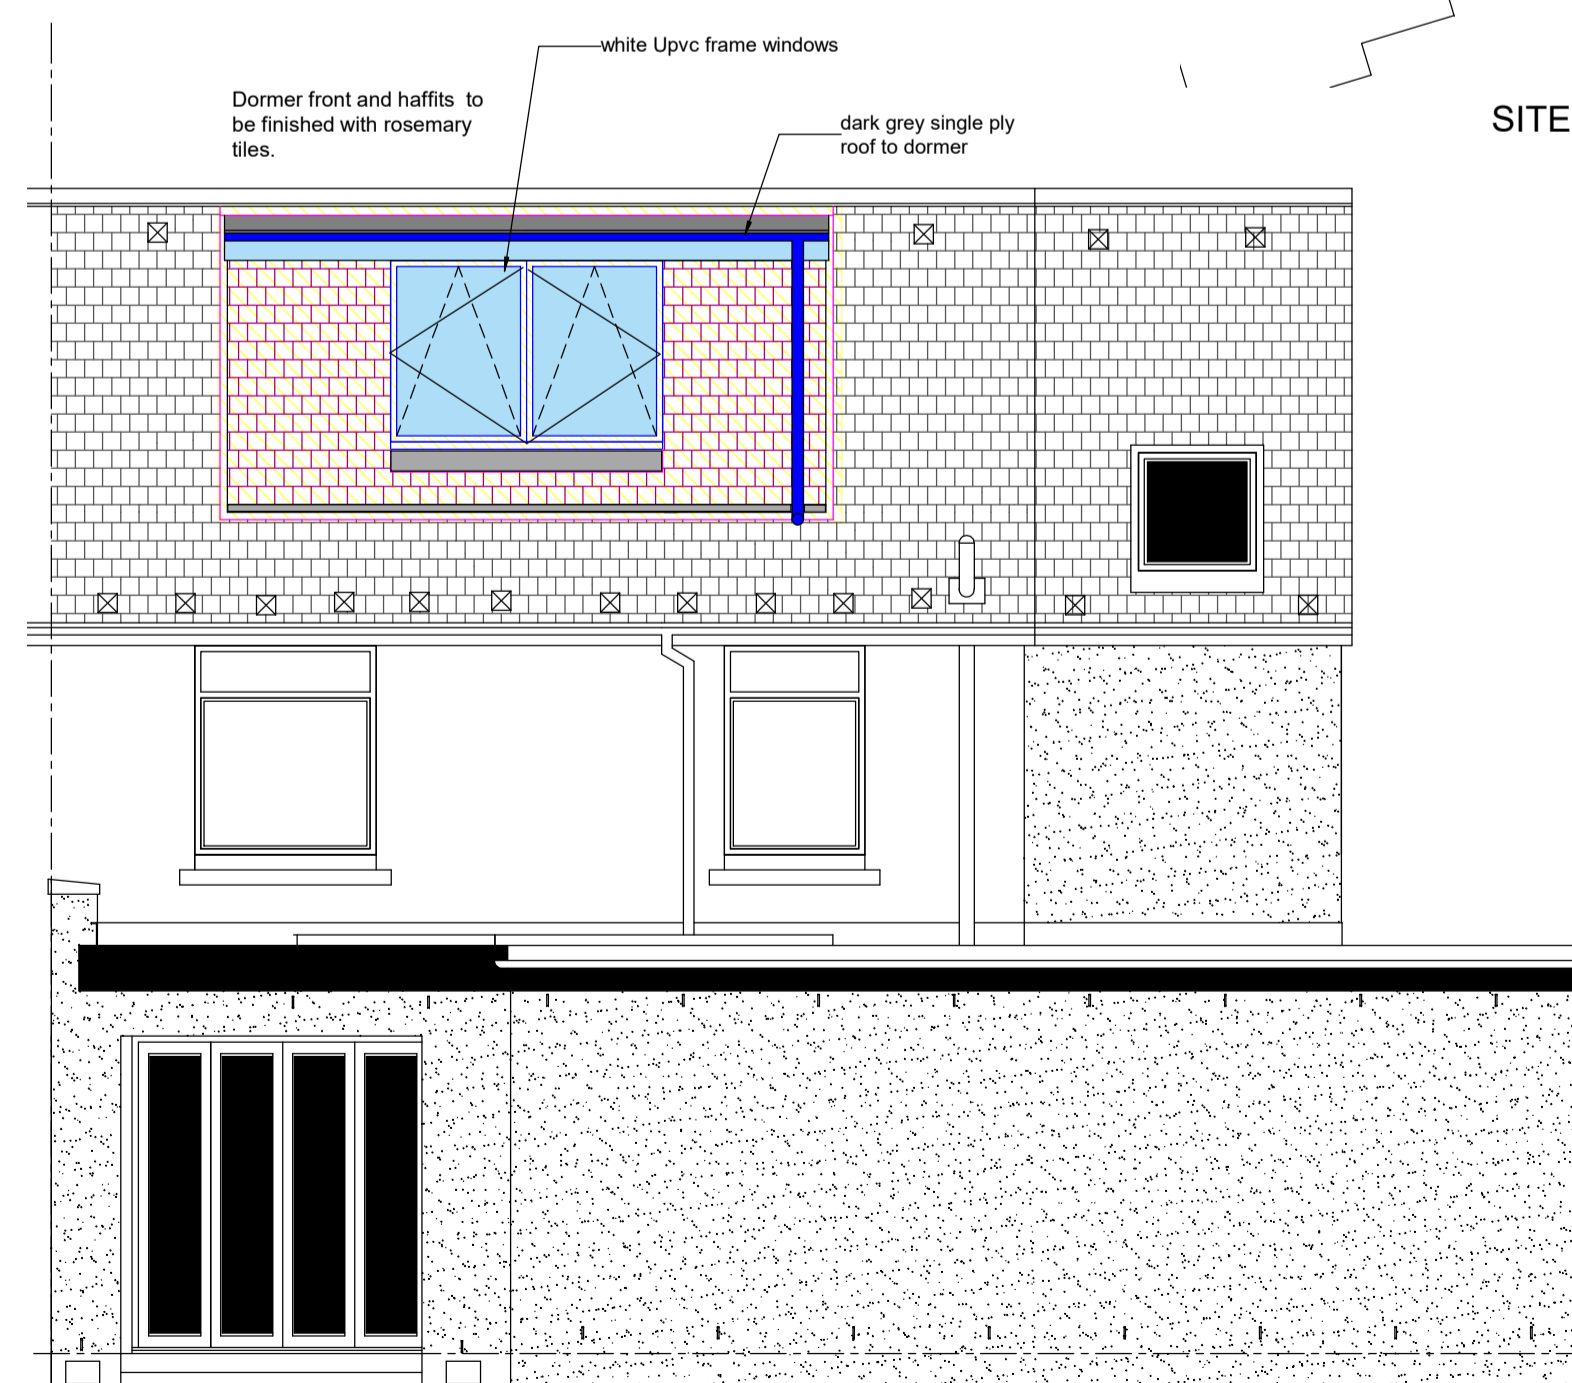 white Upvc frame windows
Dormer front and haffits to
be finished with rosemary
tiles.
dark grey single ply
roof to dormer
SITE